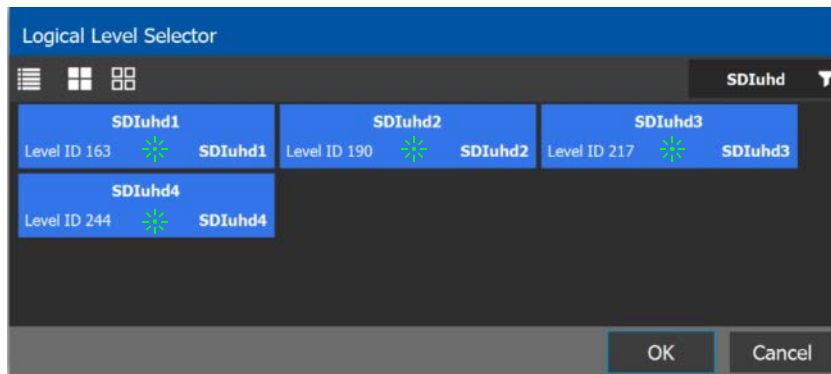 Logical Level Selector
SDIuhd
SDIuhd1
Level ID 163 SDIuhd1
SDIuhd2
Level ID 190 SDIuhd2
SDIuhd3
Level ID 217 SDIuhd3
SDIuhd4
Level ID 244 SDIuhd4
OK
Cancel